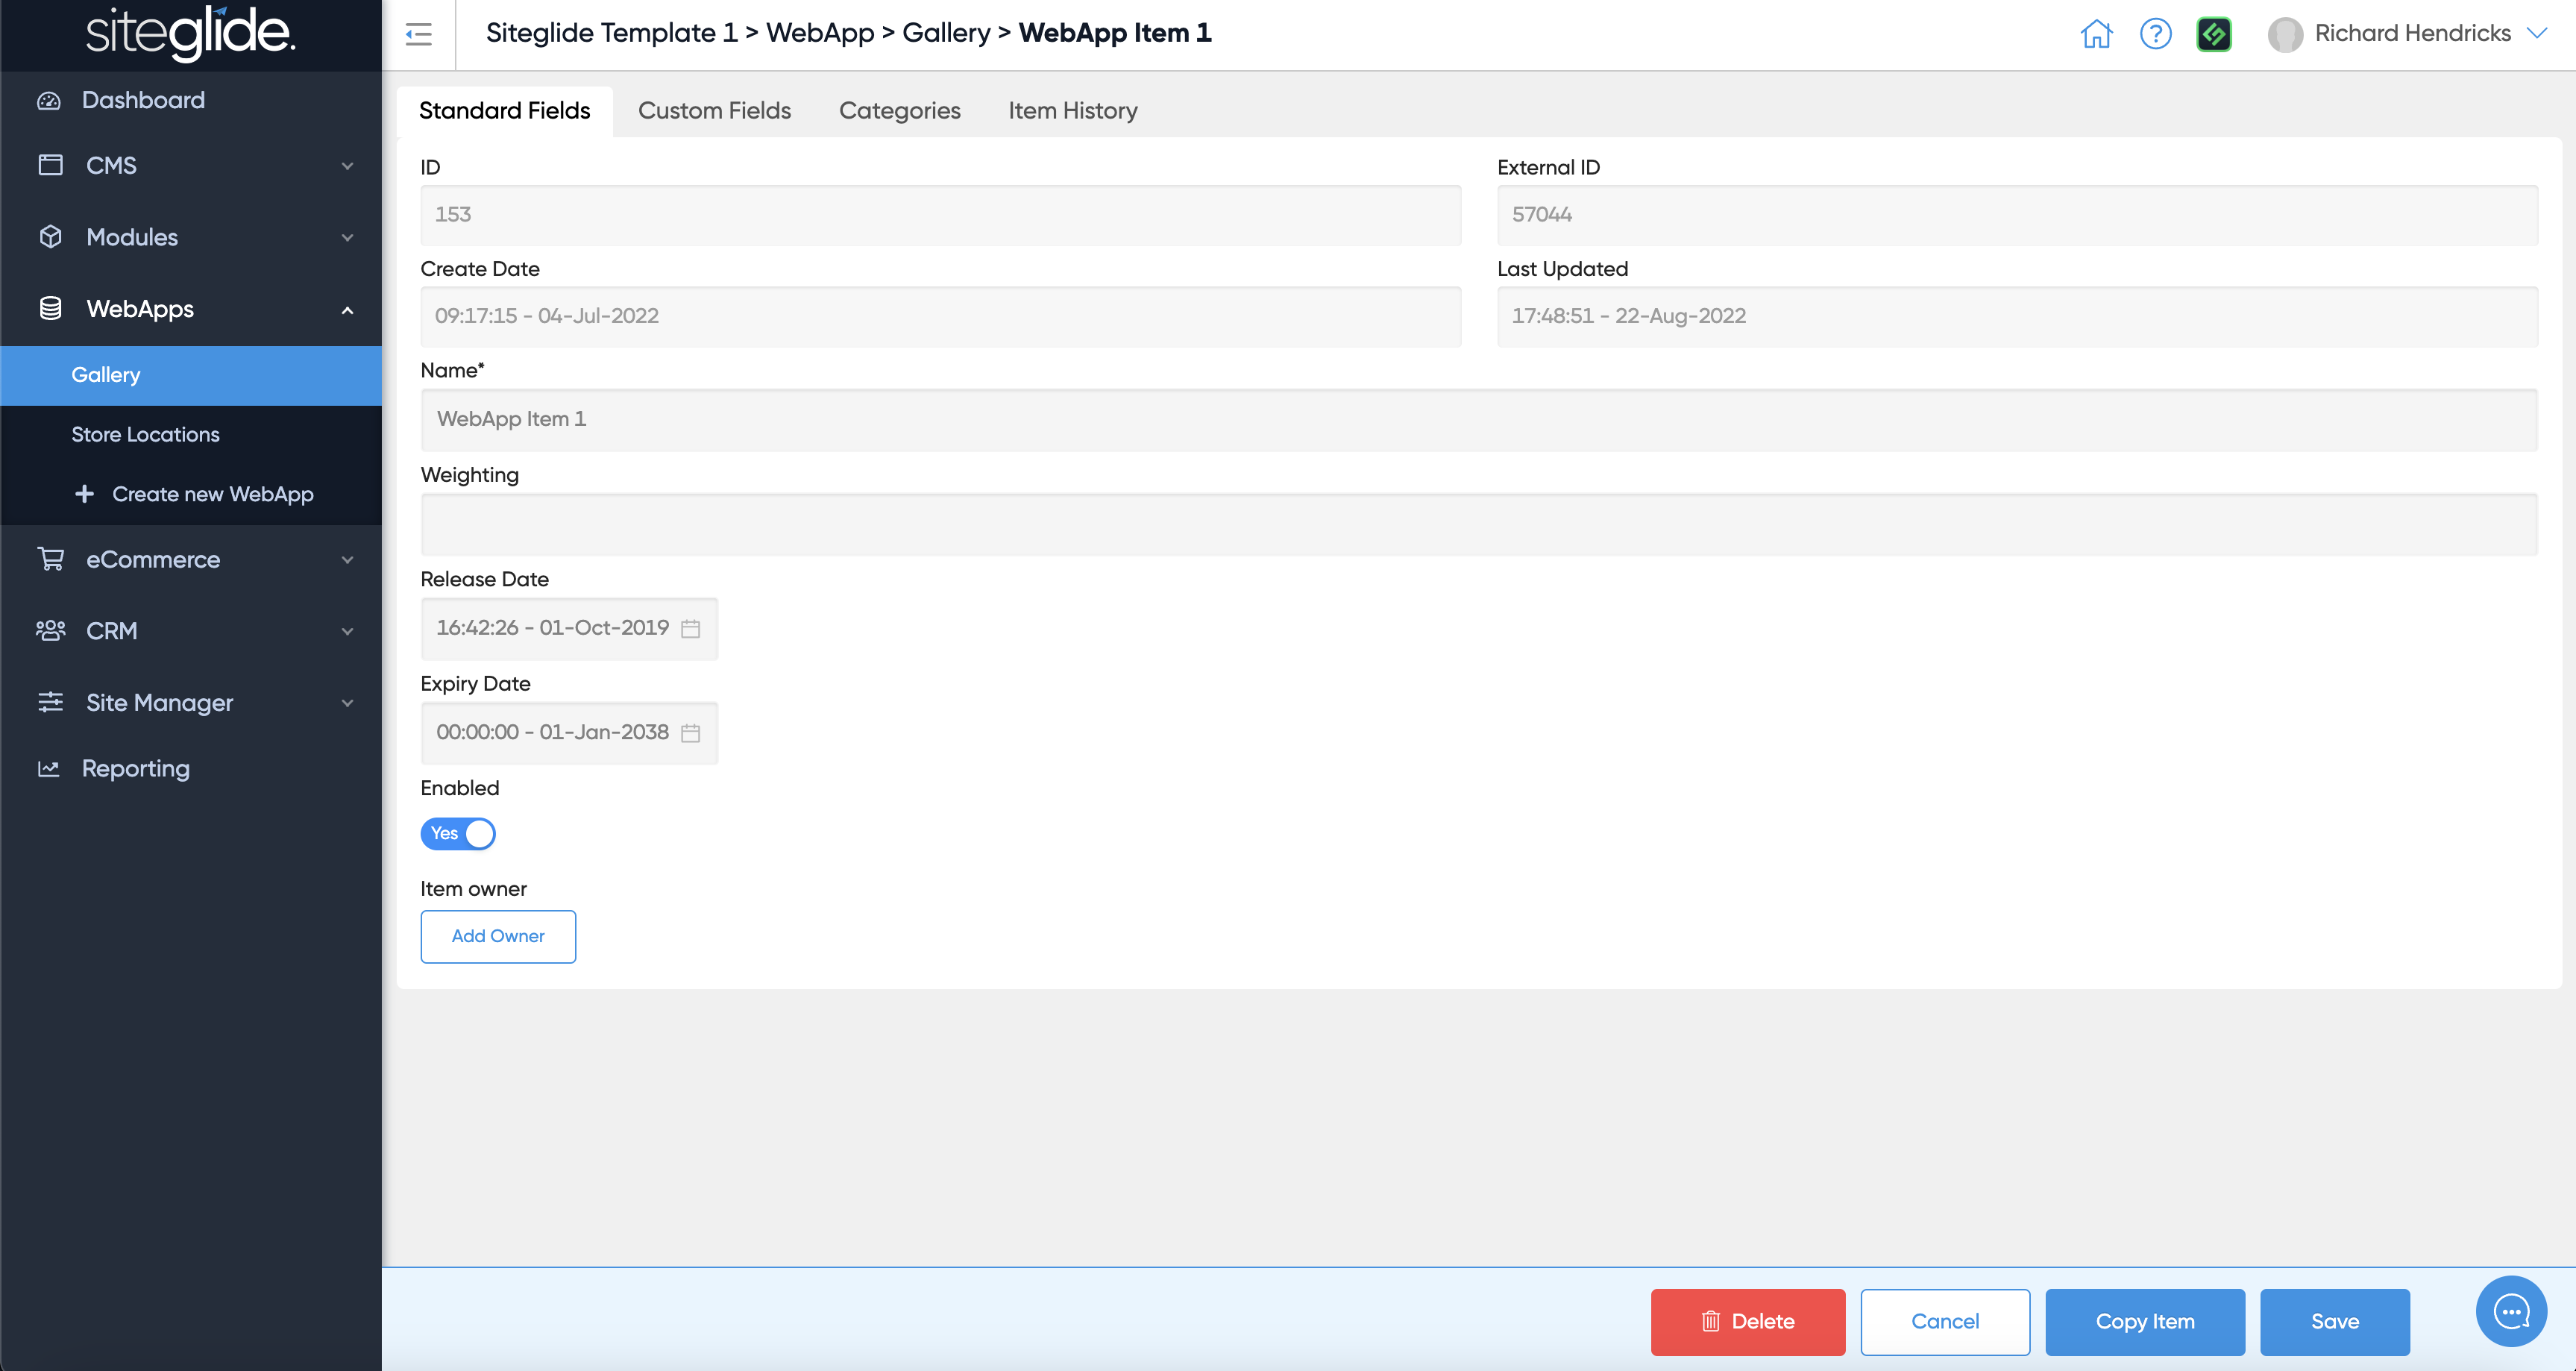 siteglide.
Siteglide Template 1 > WebApp > Gallery > WebApp Item 1
Richard Hendricks
Dashboard
CMS
Modules
WebApps
Gallery
Store Locations
Create new WebApp
eCommerce
CRM
Site Manager
Reporting
Standard Fields Custom Fields Categories Item History
ID External ID
153 57044
Create Date Last Updated
09:17:15 - 04-Jul-2022 17:48:51 - 22-Aug-2022
Name*
WebApp Item 1
Weighting
Release Date
16:42:26 - 01-Oct-2019
Expiry Date
00:00:00 - 01-Jan-2038
Enabled
Yes
Item owner
Add Owner
Delete Cancel Copy Item Save